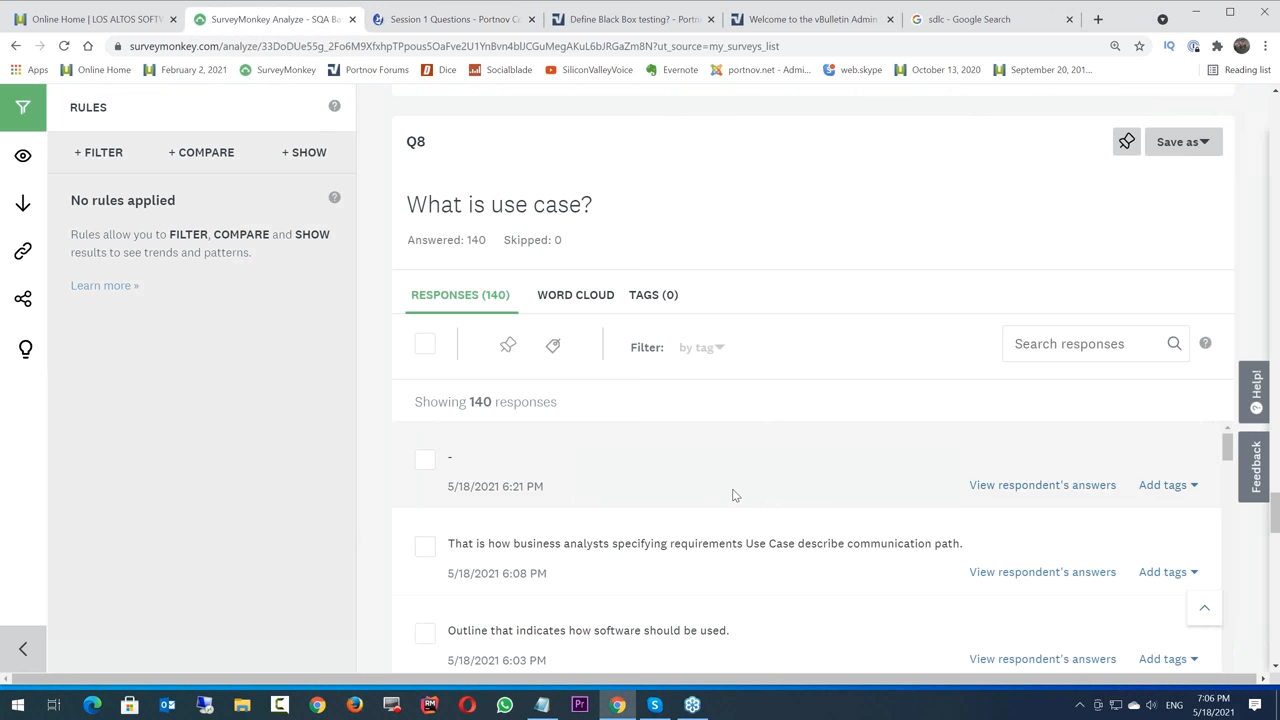 Online Home | LOS ALTOS SOFTW
SurveyMonkey Analyze - SQA Ba
Session 1 Questions - Portnov Co
Define Black Box testing? - Portn
Welcome to the vBulletin Admin
sdlc - Google Search
surveymonkey.com/analyze/33DoDUe55g_2Fo6M9XfxhpTPpous5OaFve2U1YnBvn4blJCGuMegAKuL6bJRGaZm8N?ut_source=my_surveys_list
Apps
Online Home
February 2, 2021
SurveyMonkey
Portnov Forums
Dice
Socialblade
SiliconValleyVoice
Evernote
portnov.net - Admi...
web.skype
October 13, 2020
September 20, 201...
Reading list
RULES
+ FILTER + COMPARE + SHOW
No rules applied
Rules allow you to FILTER, COMPARE and SHOW
results to see trends and patterns.
Learn more »
Q8
Save as
What is use case?
Answered: 140 Skipped: 0
RESPONSES (140) WORD CLOUD TAGS (0)
Filter: by tag
Search responses
Showing 140 responses
-
5/18/2021 6:21 PM
View respondent's answers Add tags
That is how business analysts specifying requirements Use Case describe communication path.
5/18/2021 6:08 PM
View respondent's answers Add tags
Outline that indicates how software should be used.
5/18/2021 6:03 PM
View respondent's answers Add tags
Help!
Feedback
ENG
7:06 PM
5/18/2021